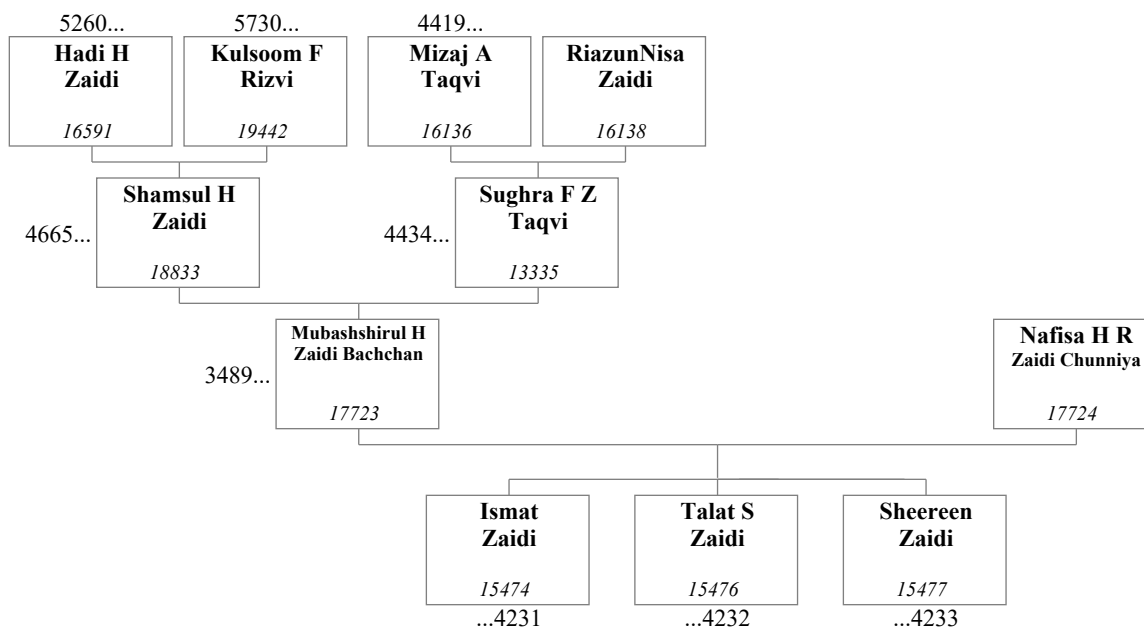 5260...
5730...
4419...
Hadi H
Zaidi
16591
Kulsoom F
Rizvi
19442
Mizaj A
Taqvi
16136
RiazunNisa
Zaidi
16138
4665...
Shamsul H
Zaidi
18833
4434...
Sughra F Z
Taqvi
13335
3489...
Mubashshirul H
Zaidi Bachchan
17723
Nafisa H R
Zaidi Chunniya
17724
Ismat
Zaidi
15474
...4231
Talat S
Zaidi
15476
...4232
Sheereen
Zaidi
15477
...4233